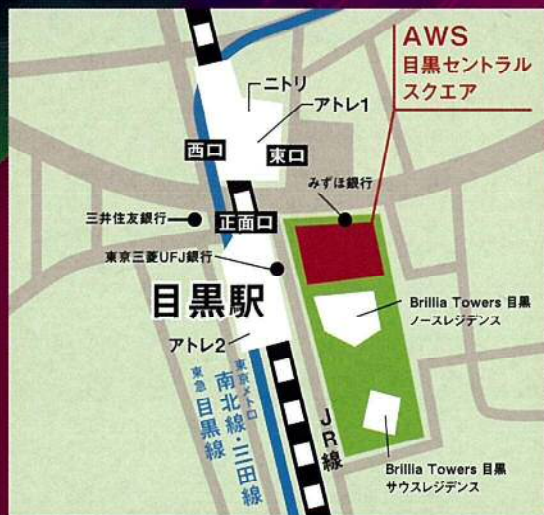 AWS
目黒セントラル
スクエア
ニトリ
アトレ1
西口
東口
みずほ銀行
三井住友銀行
正面口
東京三菱UFJ銀行
目黒駅
アトレ2
Brillia Towers 目黒
ノースレジデンス
東急
目黒線
東京メトロ
南北線・三田線
JR線
Brillia Towers 目黒
サウスレジデンス